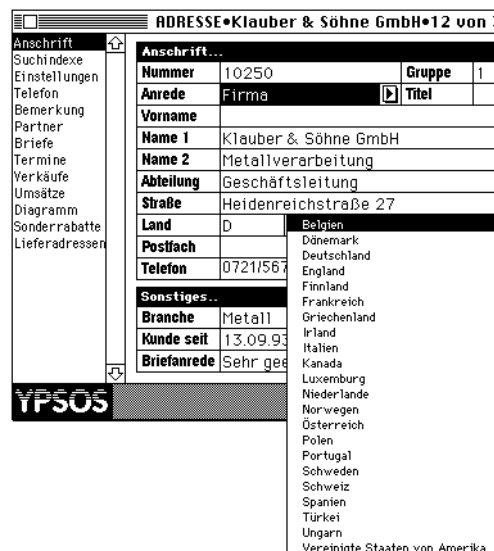 ADRESSE•Klauber & Söhne GmbH•12 von
Anschrift
Suchindexe
Einstellungen
Telefon
Bemerkung
Partner
Briefe
Termine
Verkäufe
Umsätze
Diagramm
Sonderrabatte
Lieferadressen
Anschrift...
Nummer 10250 Gruppe 1
Anrede Firma Titel
Vorname
Name 1 Klauber & Söhne GmbH
Name 2 Metallverarbeitung
Abteilung Geschäftsleitung
Straße Heidenreichstraße 27
Land D
Postfach
Telefon 0721/567
Sonstiges..
Branche Metall
Kunde seit 13.09.93
Briefanrede Sehr gee
Belgien
Dänemark
Deutschland
England
Finnland
Frankreich
Griechenland
Irland
Italien
Kanada
Luxemburg
Niederlande
Norwegen
Österreich
Polen
Portugal
Schweden
Schweiz
Spanien
Türkei
Ungarn
Vereinigte Staaten von Amerika
YPSOS